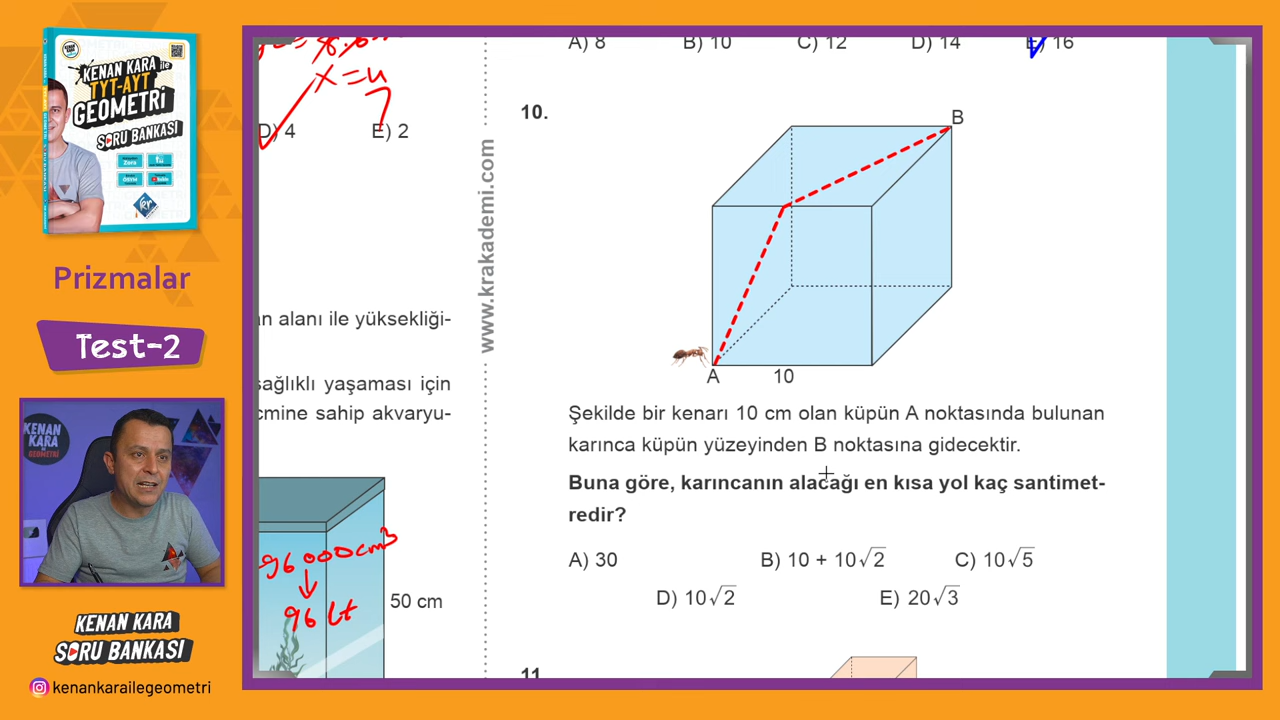 KENAN KARA ile
TYT-AYT
GEOMETRİ
SORU BANKASI
Prizmalar
Test-2
KENAN
KARA
GEOMETRİ
KENAN KARA
SORU BANKASI
kenankarailegeometri
x = 4
D) 4 E) 2
n alanı ile yüksekliği-
sağlıklı yaşaması için
cmine sahip akvaryu-
96000cm³
96 Lt
50 cm
www.krakademi.com
A) 8 B) 10 C) 12 D) 14 E) 16
10.
B
A 10
Şekilde bir kenarı 10 cm olan küpün A noktasında bulunan
karınca küpün yüzeyinden B noktasına gidecektir.
Buna göre, karıncanın alacağı en kısa yol kaç santimet-
redir?
A) 30 B) 10 + 10√2 C) 10√5
D) 10√2 E) 20√3
11.